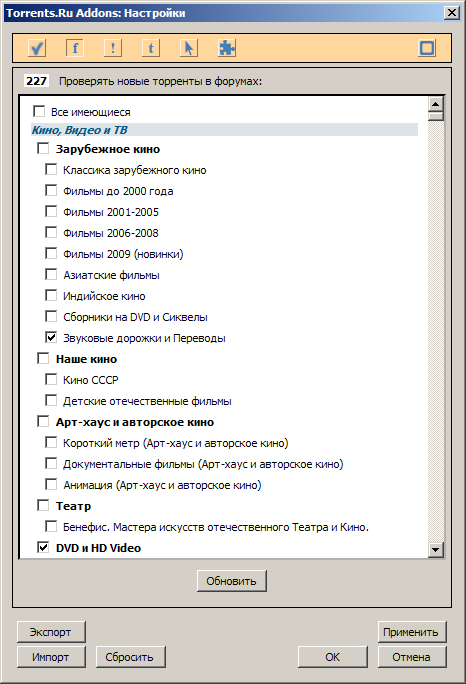 Torrents.Ru Addons: Настройки
f ! t
227 Проверять новые торренты в форумах:
Все имеющиеся
Кино, Видео и ТВ
Зарубежное кино
Классика зарубежного кино
Фильмы до 2000 года
Фильмы 2001-2005
Фильмы 2006-2008
Фильмы 2009 (новинки)
Азиатские фильмы
Индийское кино
Сборники на DVD и Сиквелы
Звуковые дорожки и Переводы
Наше кино
Кино СССР
Детские отечественные фильмы
Арт-хаус и авторское кино
Короткий метр (Арт-хаус и авторское кино)
Документальные фильмы (Арт-хаус и авторское кино)
Анимация (Арт-хаус и авторское кино)
Театр
Бенефис. Мастера искусств отечественного Театра и Кино.
DVD и HD Video
Обновить
Экспорт Применить
Импорт Сбросить OK Отмена